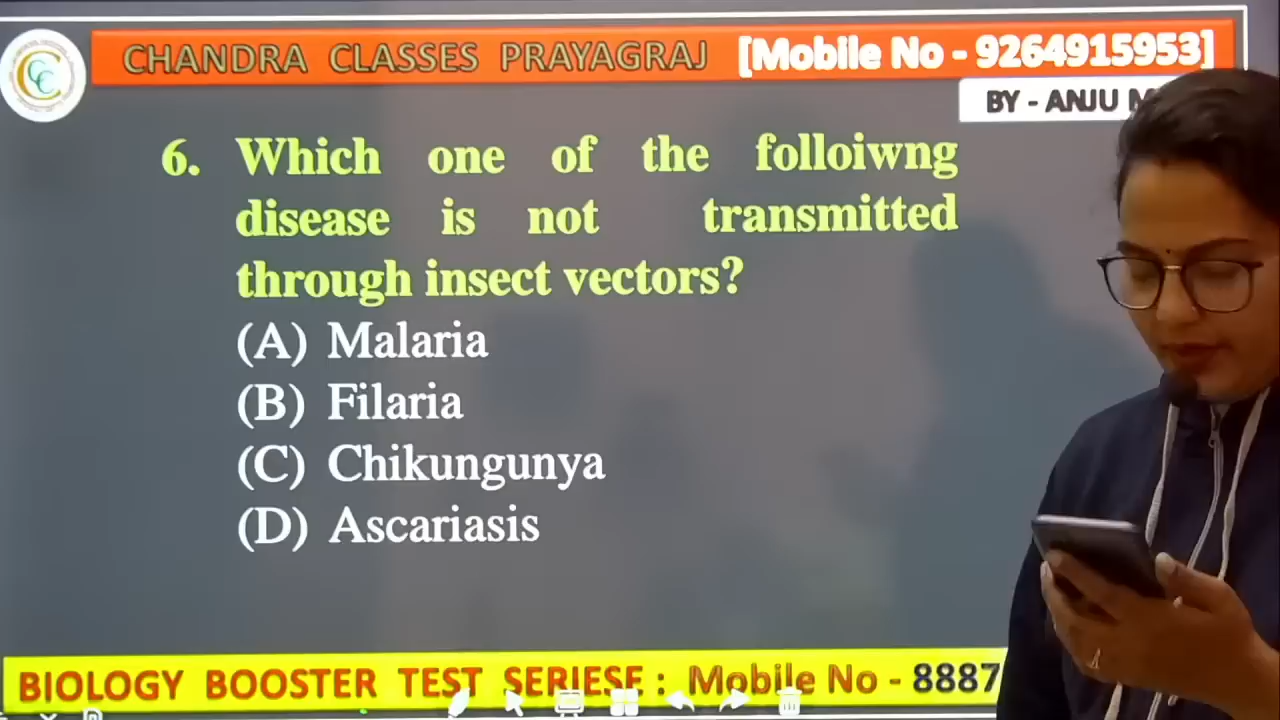 CHANDRA CLASSES PRAYAGRAJ [Mobile No - 9264915953]
BY - ANJU
6. Which one of the folloiwng
disease is not transmitted
through insect vectors?
(A) Malaria
(B) Filaria
(C) Chikungunya
(D) Ascariasis
BIOLOGY BOOSTER TEST SERIESE : Mobile No - 8887